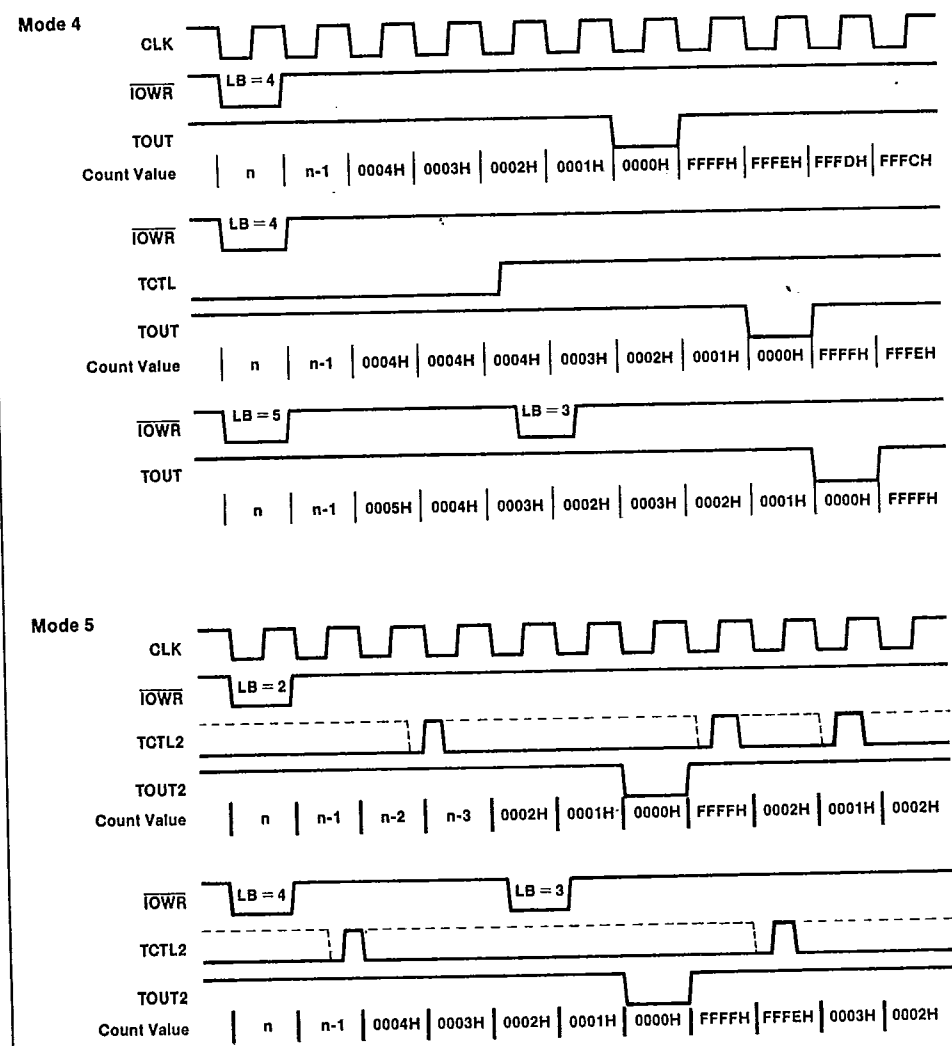 Mode 4
CLK
IOWR LB = 4
TOUT
Count Value n n-1 0004H 0003H 0002H 0001H 0000H FFFFH FFFEH FFFDH FFFCH
IOWR LB = 4
TCTL
TOUT
Count Value n n-1 0004H 0004H 0004H 0003H 0002H 0001H 0000H FFFFH FFFEH
IOWR LB = 5 LB = 3
TOUT
n n-1 0005H 0004H 0003H 0002H 0003H 0002H 0001H 0000H FFFFH
Mode 5
CLK
IOWR LB = 2
TCTL2
TOUT2
Count Value n n-1 n-2 n-3 0002H 0001H 0000H FFFFH 0002H 0001H 0002H
IOWR LB = 4 LB = 3
TCTL2
TOUT2
Count Value n n-1 0004H 0003H 0002H 0001H 0000H FFFFH FFFEH 0003H 0002H